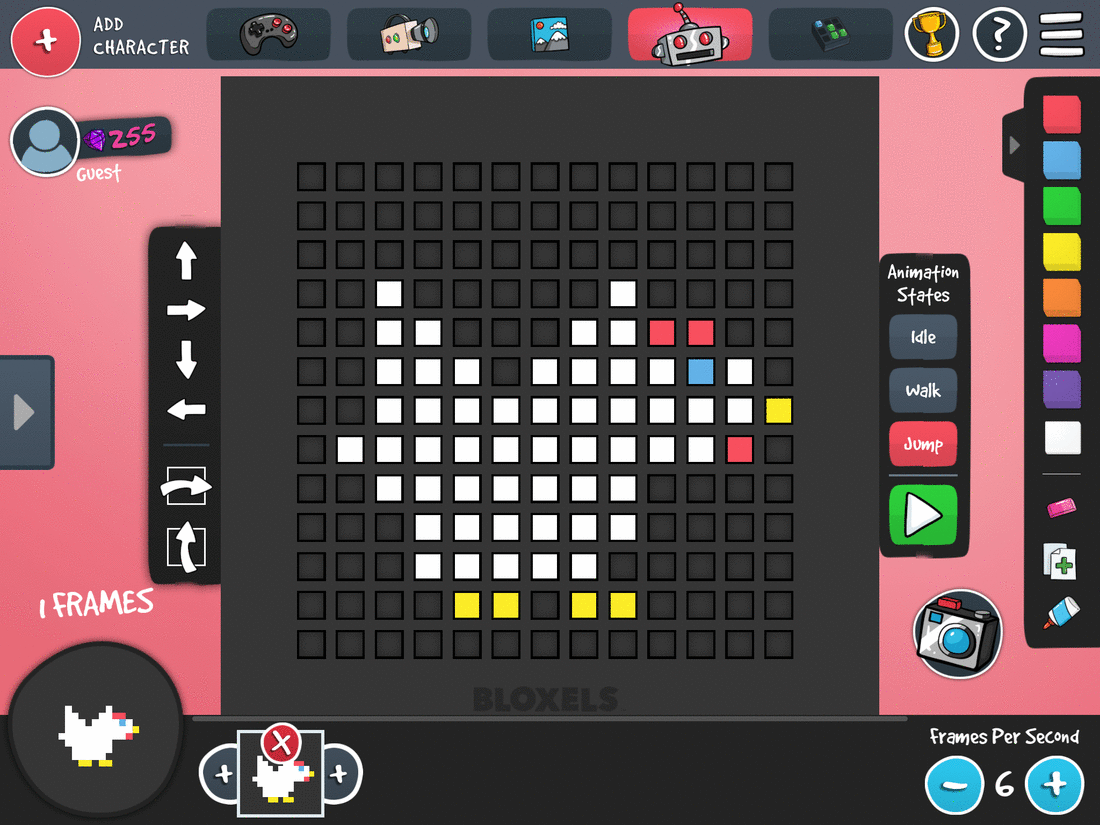 ADD
CHARACTER
255
Guest
Animation
States
Idle
Walk
Jump
1 FRAMES
BLOXELS
Frames Per Second
6